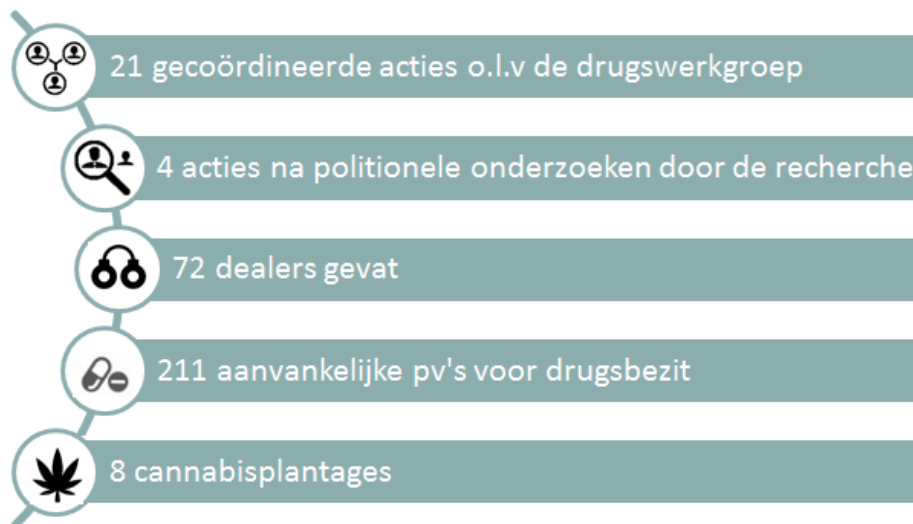 21 gecoördineerde acties o.l.v de drugswerkgroep
4 acties na politionele onderzoeken door de recherche
72 dealers gevat
211 aanvankelijke pv's voor drugsbezit
8 cannabisplantages